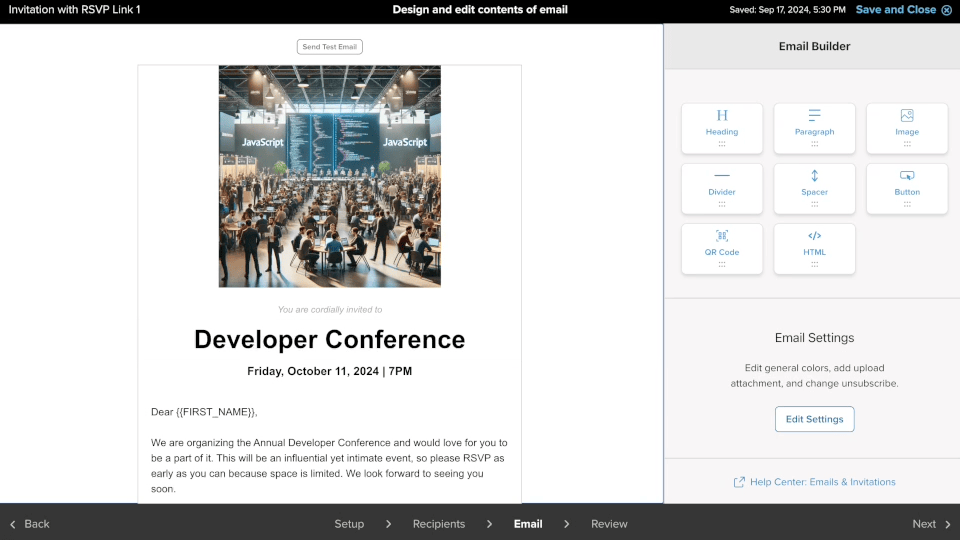 Invitation with RSVP Link 1
Design and edit contents of email
Saved: Sep 17, 2024, 5:30 PM
Save and Close
Send Test Email
JavaScript
JavaScript
You are cordially invited to
Developer Conference
Friday, October 11, 2024 | 7PM
Dear {{FIRST_NAME}},
We are organizing the Annual Developer Conference and would love for you to
be a part of it. This will be an influential yet intimate event, so please RSVP as
early as you can because space is limited. We look forward to seeing you
soon.
Email Builder
H
Heading
Paragraph
Image
Divider
Spacer
Button
QR Code
</>
HTML
Email Settings
Edit general colors, add upload
attachment, and change unsubscribe.
Edit Settings
Help Center: Emails & Invitations
Back
Setup
Recipients
Email
Review
Next